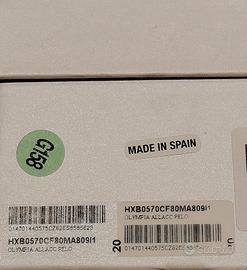 G158
MADE IN SPAIN
HXB0570CF80MA809I1
OLYMPIA ALLACC PELO
HXB0570CF80MA809I1
OLYMPIA ALLACC PELO
20